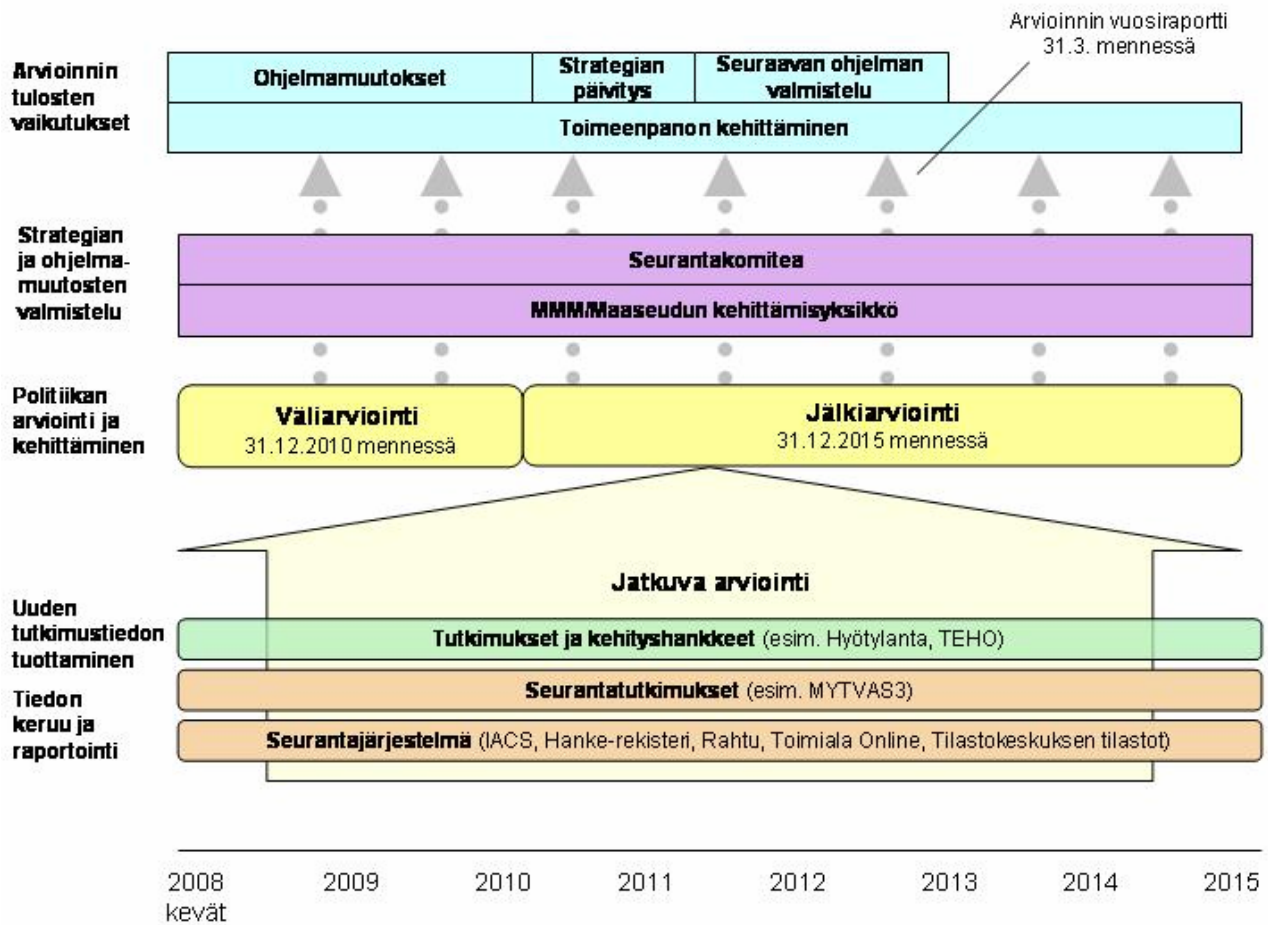 Arvioinnin vuosiraportti
31.3. mennessä
Arvioinnin
tulosten
vaikutukset
Ohjelmamuutokset
Strategian
päivitys
Seuraavan ohjelman
valmistelu
Toimeenpanon kehittäminen
Strategian
ja ohjelma-
muutosten
valmistelu
Seurantakomitea
MMM/Maaseudun kehittämisyksikkö
Politiikan
arviointi ja
kehittäminen
Väliarviointi
31.12.2010 mennessä
Jälkiarviointi
31.12.2015 mennessä
Jatkuva arviointi
Uuden
tutkimustiedon
tuottaminen
Tutkimukset ja kehityshankkeet (esim. Hyötylanta, TEHO)
Tiedon
keruu ja
raportointi
Seurantatutkimukset (esim. MYTVAS3)
Seurantajärjestelmä (IACS, Hanke-rekisteri, Rahtu, Toimiala Online, Tilastokeskuksen tilastot)
2008 2009 2010 2011 2012 2013 2014 2015
kevät